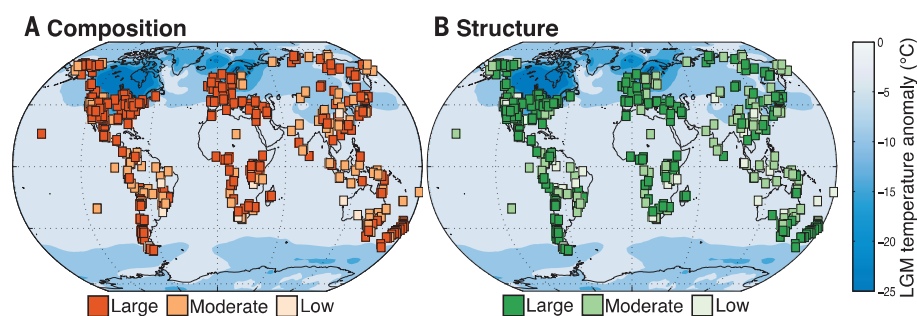 A Composition
B Structure
0
−5
−10
−15
−20
−25
LGM temperature anomaly (°C)
Large Moderate Low
Large Moderate Low